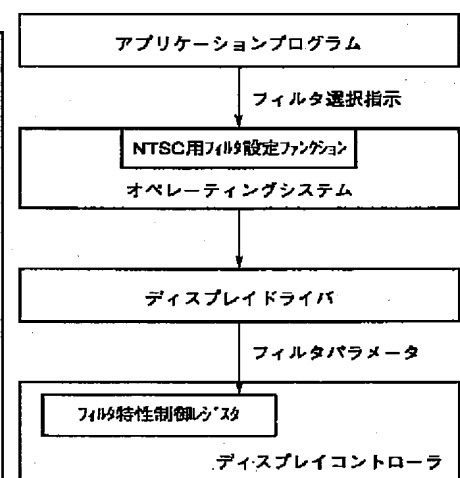 アプリケーションプログラム
フィルタ選択指示
NTSC用ﾌｨﾙﾀ設定ﾌｧﾝｸｼｮﾝ
オペレーティングシステム
ディスプレイドライバ
フィルタパラメータ
ﾌｨﾙﾀ特性制御ﾚｼﾞｽﾀ
ディスプレイコントローラ